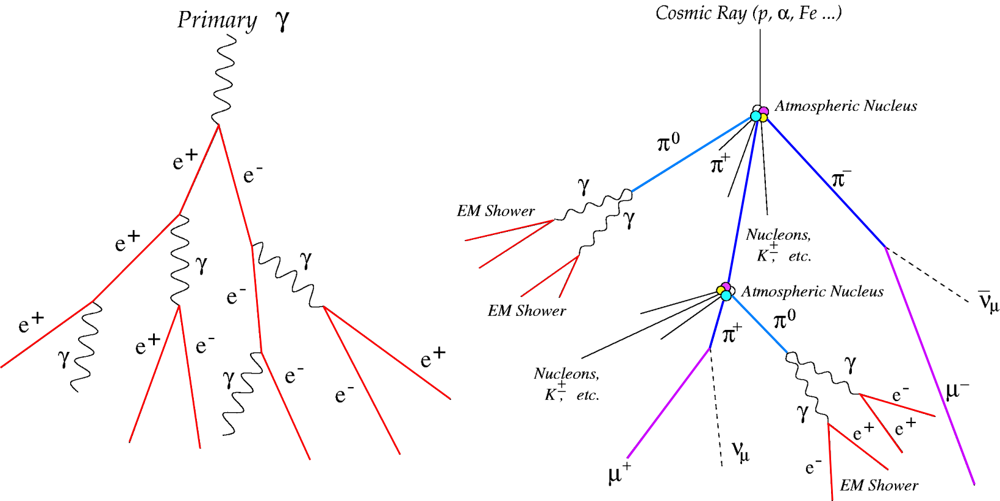 Primary γ
e+
e-
e+
γ
γ
e-
e+
γ
e+
e-
γ
e-
e-
e+
Cosmic Ray (p, α, Fe ...)
Atmospheric Nucleus
π0
π+
π−
γ
EM Shower
γ
Nucleons,
K±, etc.
EM Shower
Atmospheric Nucleus
ν̅μ
π0
π+
Nucleons,
K±, etc.
γ
e-
μ−
γ
e+
e+
νμ
μ+
e-
EM Shower